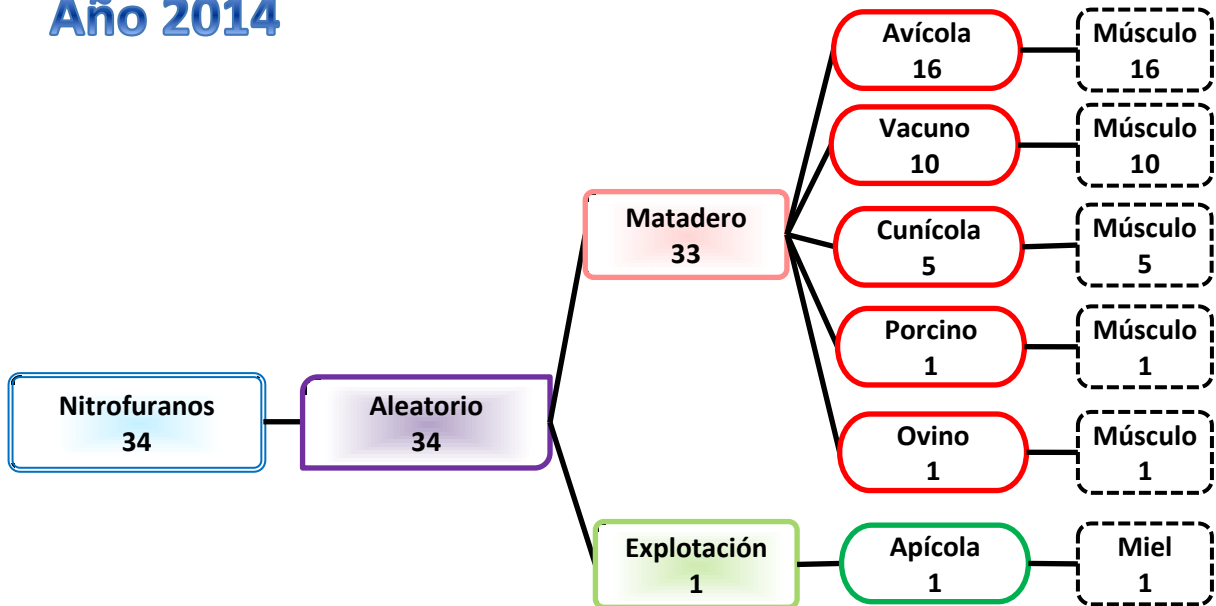 Año 2014
Nitrofuranos
34
Aleatorio
34
Matadero
33
Avícola
16
Músculo
16
Vacuno
10
Músculo
10
Cunícola
5
Músculo
5
Porcino
1
Músculo
1
Ovino
1
Músculo
1
Explotación
1
Apícola
1
Miel
1